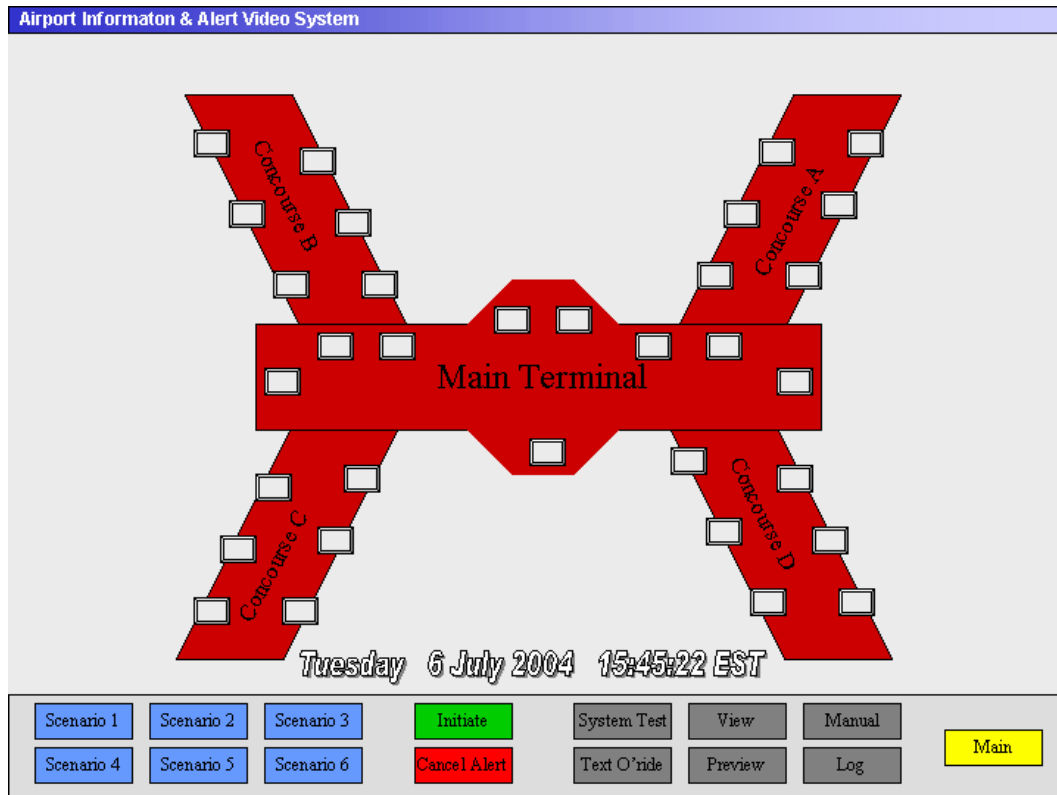 Airport Informaton & Alert Video System
Concourse B
Concourse A
Main Terminal
Concourse C
Concourse D
Tuesday 6 July 2004 15:45:22 EST
Scenario 1 Scenario 2 Scenario 3 Initiate System Test View Manual
Main
Scenario 4 Scenario 5 Scenario 6 Cancel Alert Text O'ride Preview Log